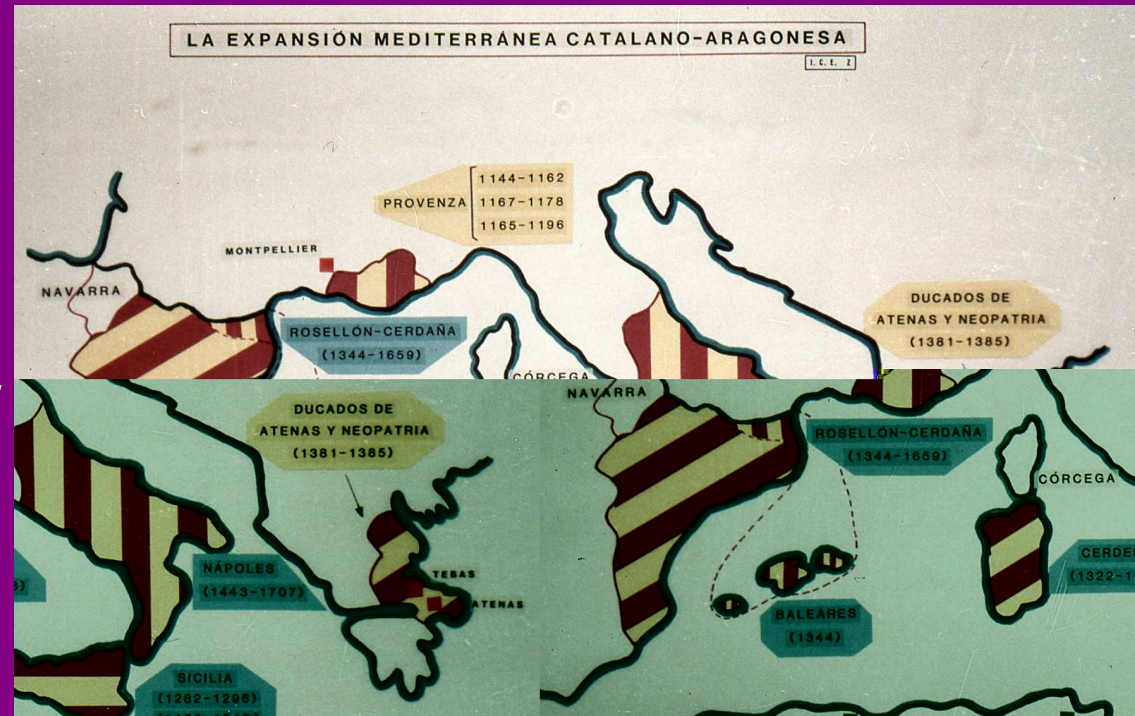 LA EXPANSIÓN MEDITERRÁNEA CATALANO-ARAGONESA
I.C.E. Z
PROVENZA
1144-1162
1167-1178
1165-1196
MONTPELLIER
NAVARRA
ROSELLÓN-CERDAÑA
(1344-1659)
DUCADOS DE
ATENAS Y NEOPATRIA
(1381-1385)
CÓRCEGA
DUCADOS DE
ATENAS Y NEOPATRIA
(1381-1385)
NÁPOLES
(1443-1707)
TEBAS
ATENAS
SICILIA
(1282-1296)
NAVARRA
ROSELLÓN-CERDAÑA
(1344-1659)
CÓRCEGA
CERDE
(1322-1
BALEARES
(1344)